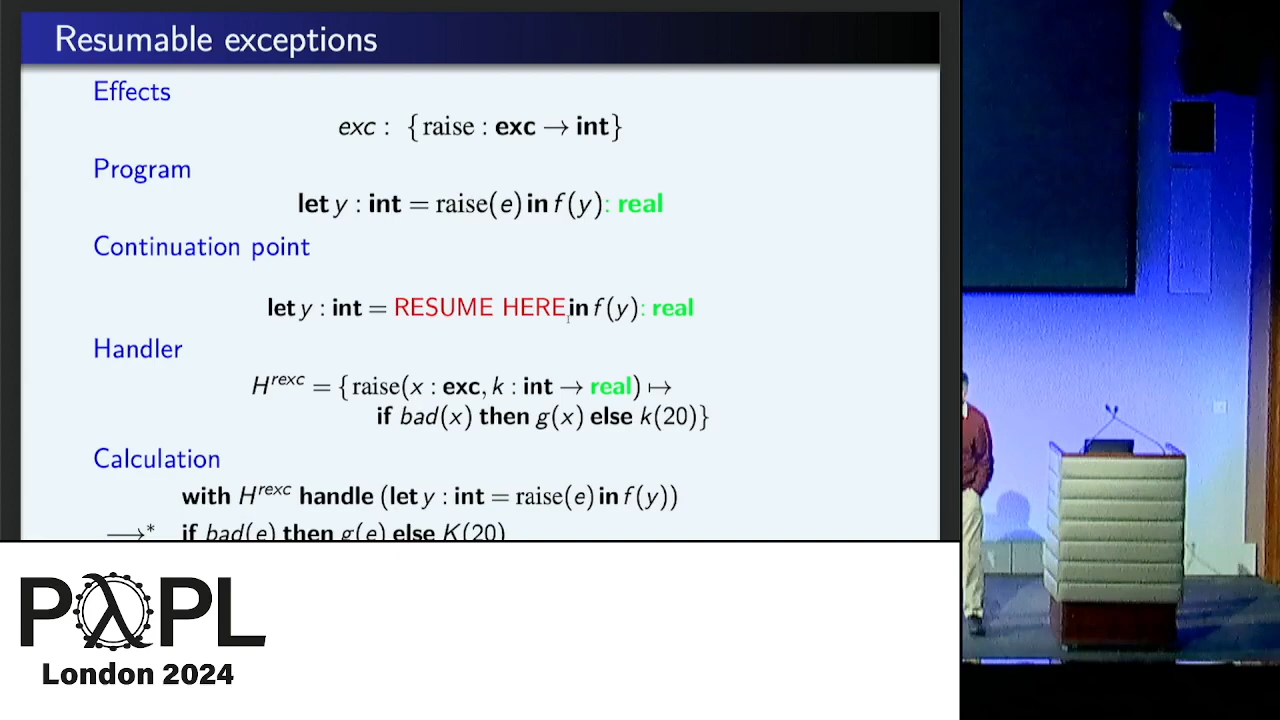 Resumable exceptions
Effects
exc : {raise : exc → int}
Program
let y : int = raise(e) in f(y): real
Continuation point
let y : int = RESUME HERE in f(y): real
Handler
H^rexc = {raise(x : exc, k : int → real) ↦
if bad(x) then g(x) else k(20)}
Calculation
with H^rexc handle (let y : int = raise(e) in f(y))
⟶* if bad(e) then g(e) else K(20)
PλPL
London 2024